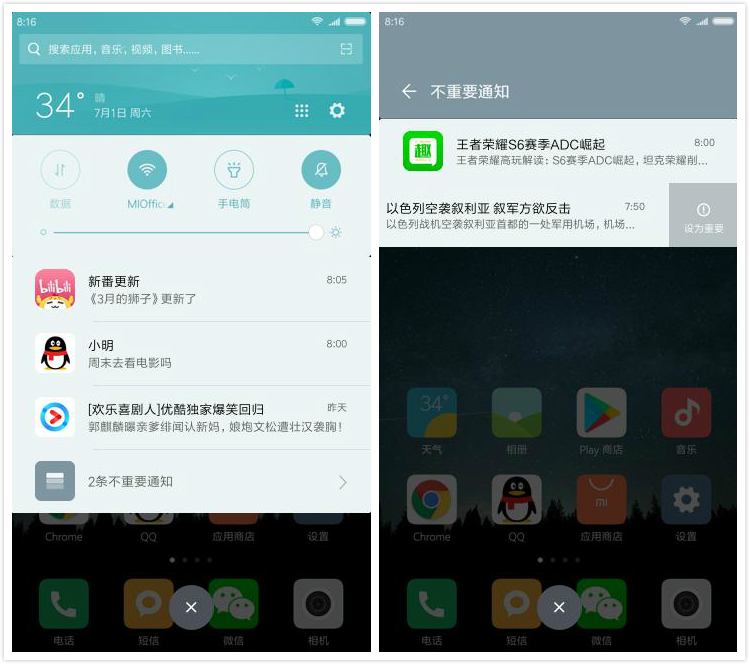 8:16
搜索应用，音乐，视频，图书......
34°
晴
7月1日 周六
数据
MIOffic
手电筒
静音
bilibili
新番更新
8:05
《3月的狮子》更新了
小明
8:00
周末去看电影吗
[欢乐喜剧人]优酷独家爆笑回归
昨天
郭麒麟曝亲爹绯闻认新妈，娘炮文松遭壮汉袭胸!
2条不重要通知
Chrome
QQ
应用商店
设置
电话
短信
微信
相机
8:16
不重要通知
趣
王者荣耀S6赛季ADC崛起
8:00
王者荣耀高玩解读：S6赛季ADC崛起，坦克荣耀削...
以色列空袭叙利亚 叙军方欲反击
7:50
以色列战机空袭叙利亚首都的一处军用机场，机场...
设为重要
34°
天气
相册
Play 商店
音乐
mi
Chrome
QQ
应用商店
设置
电话
短信
微信
相机